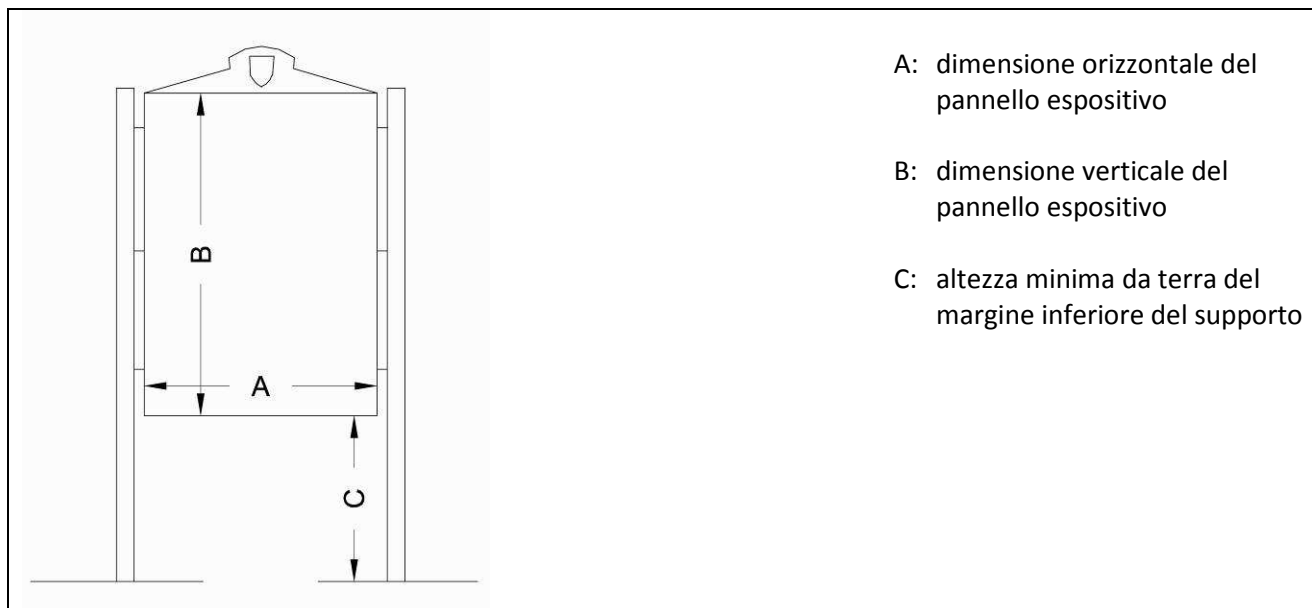 A: dimensione orizzontale del
pannello espositivo
B: dimensione verticale del
pannello espositivo
C: altezza minima da terra del
margine inferiore del supporto
B
A
C